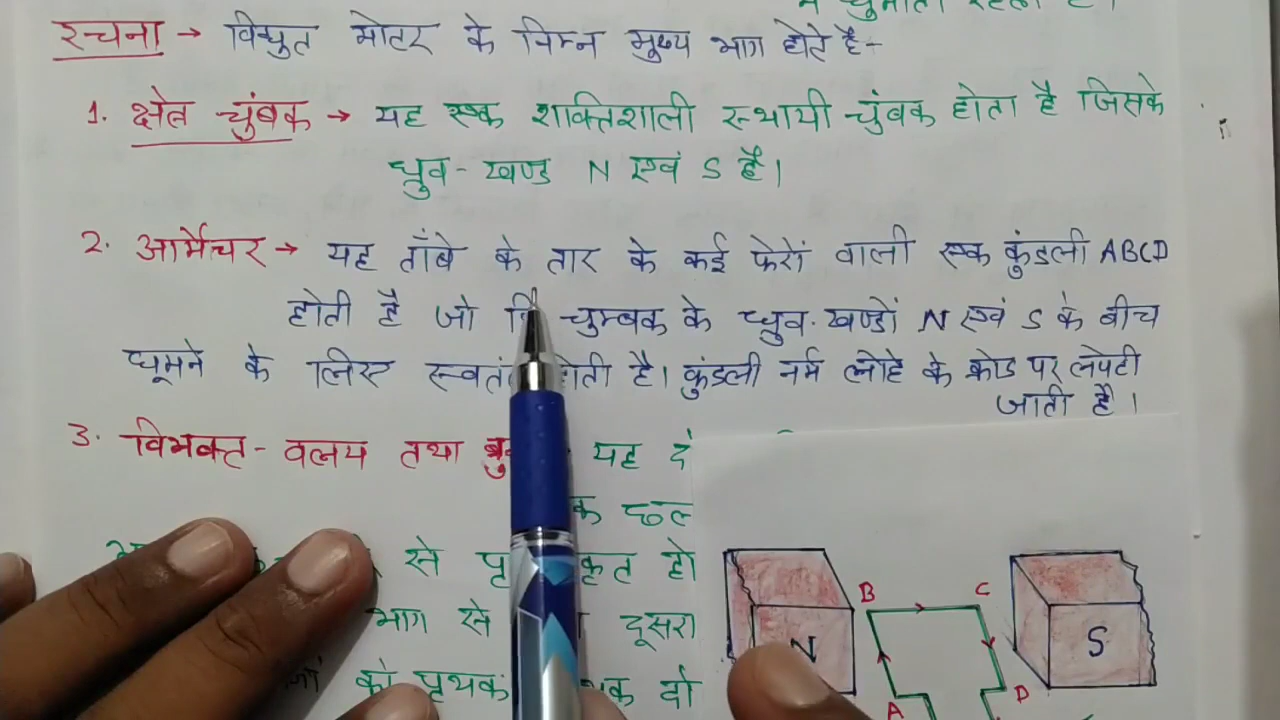 रचना → विद्युत मोटर के निम्न मुख्य भाग होते है-
1. क्षेत्र चुंबक → यह एक शक्तिशाली स्थायी चुंबक होता है जिसके
ध्रुव-खण्ड N एवं S है।
2. आर्मेचर → यह ताँबे के तार के कई फेरों वाली एक कुंडली ABCD
होती है जो चुम्बक के ध्रुव-खण्डों N एवं S के बीच
घूमने के लिए होती है। कुंडली नर्म लोहे के क्रोड पर लपेटी
जाती है।
3. विभक्त-वलय तथा यह
से हो
भाग से दूसरा
को दो
B C
N S
A D